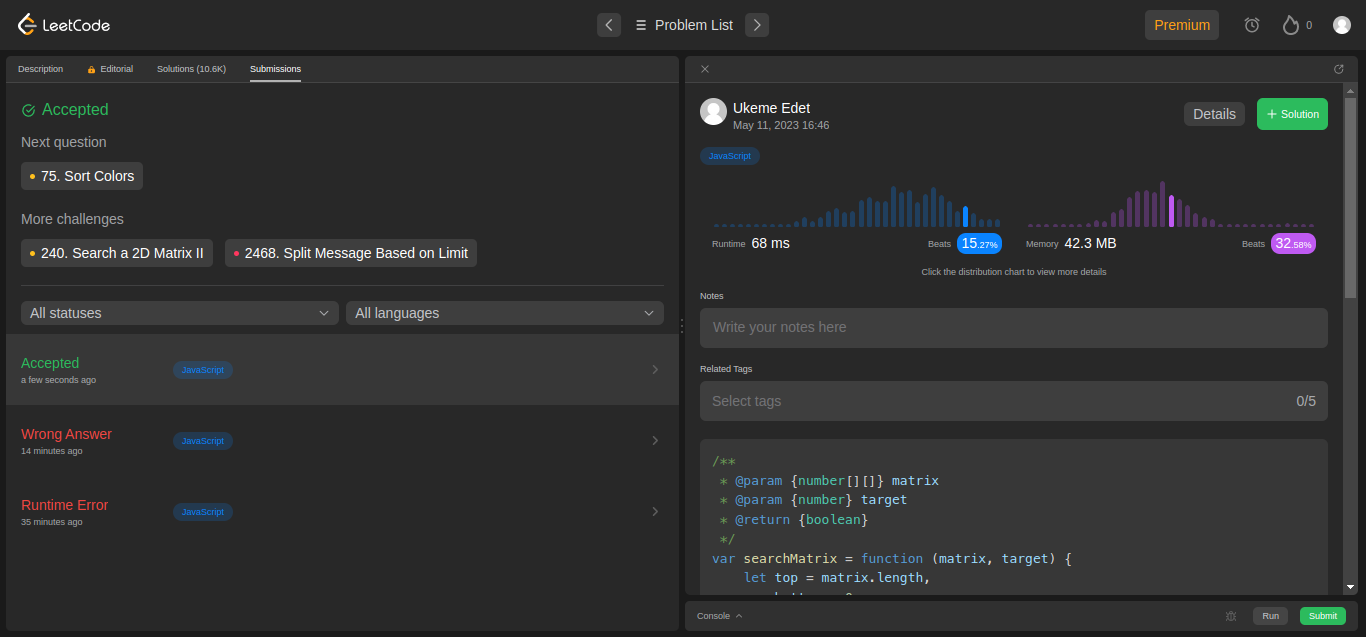 LeetCode
Problem List
Premium
0
Description
Editorial
Solutions (10.6K)
Submissions
Accepted
Next question
75. Sort Colors
More challenges
240. Search a 2D Matrix II
2468. Split Message Based on Limit
All statuses
All languages
Accepted
a few seconds ago
JavaScript
Wrong Answer
14 minutes ago
JavaScript
Runtime Error
35 minutes ago
JavaScript
Ukeme Edet
May 11, 2023 16:46
Details
+ Solution
JavaScript
Runtime 68 ms
Beats 15.27%
Memory 42.3 MB
Beats 32.58%
Click the distribution chart to view more details
Notes
Write your notes here
Related Tags
Select tags
0/5
/**
 * @param {number[][]} matrix
 * @param {number} target
 * @return {boolean}
 */
var searchMatrix = function (matrix, target) {
    let top = matrix.length,
Console
Run
Submit